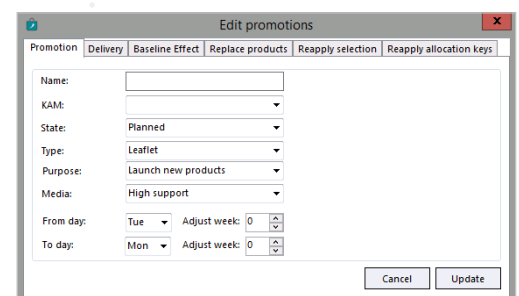 Edit promotions
x
Promotion Delivery Baseline Effect Replace products Reapply selection Reapply allocation keys
Name:
KAM:
State: Planned
Type: Leaflet
Purpose: Launch new products
Media: High support
From day: Tue Adjust week: 0
To day: Mon Adjust week: 0
Cancel Update